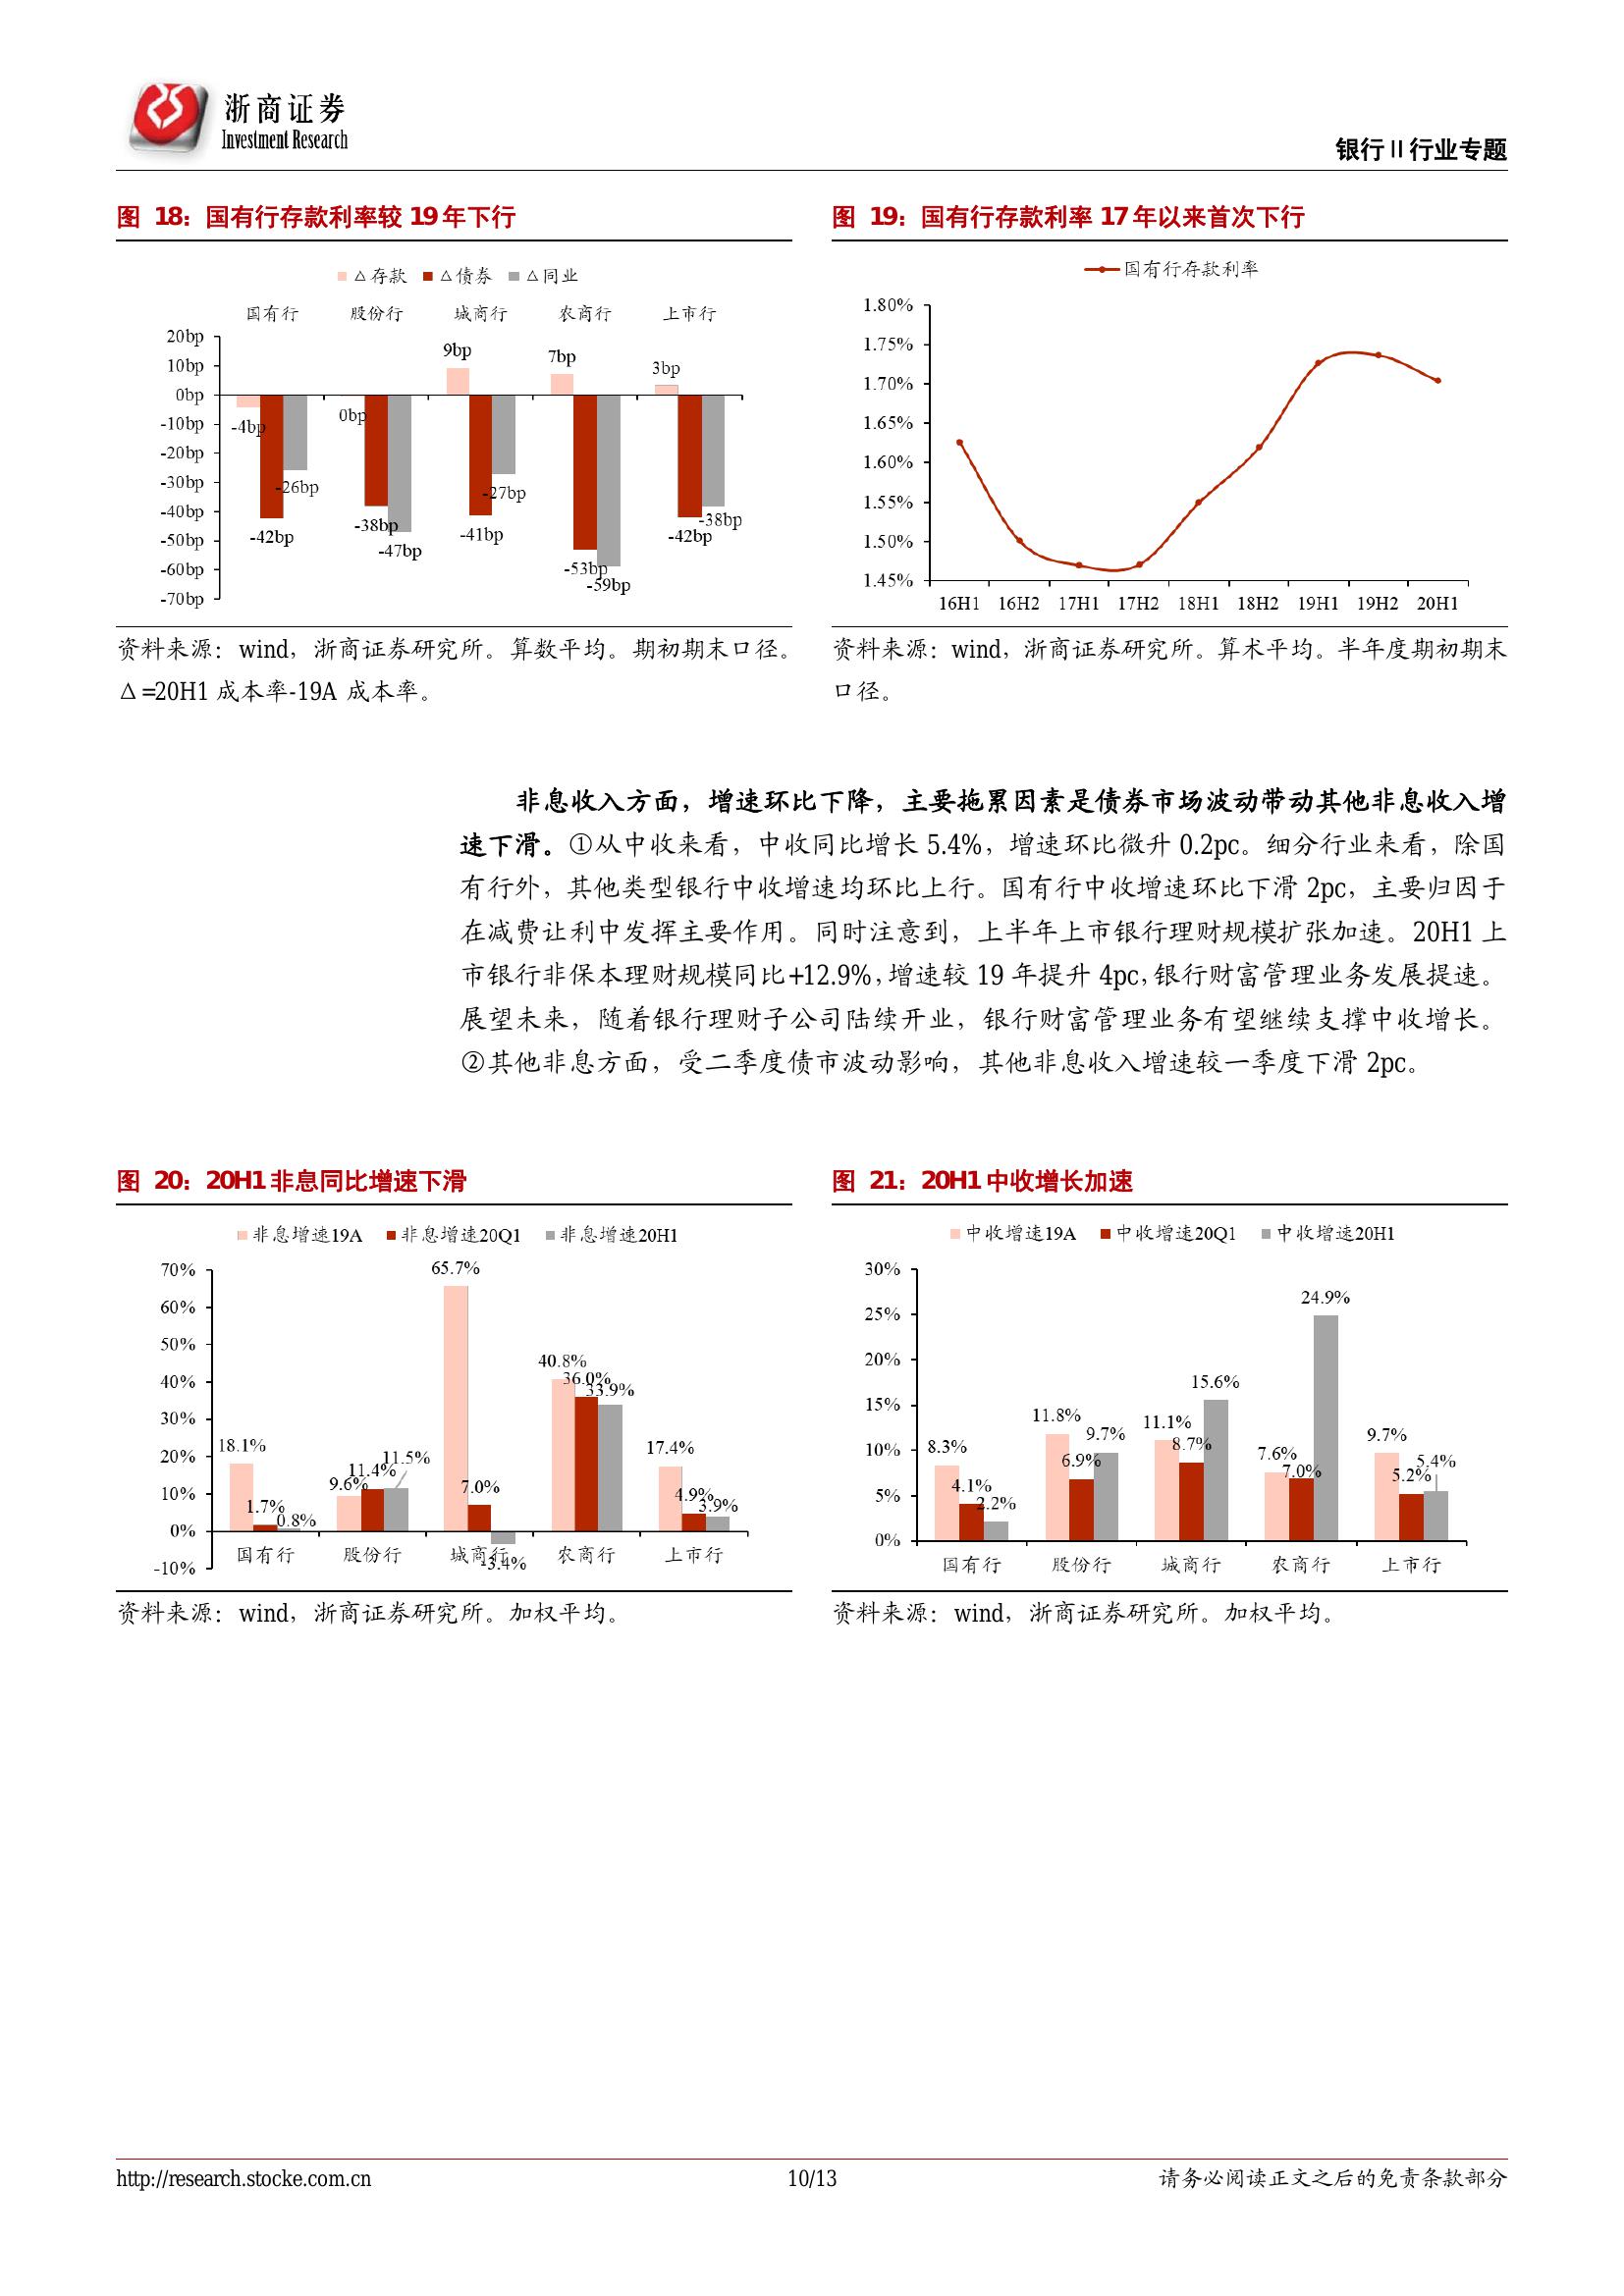 浙商证券
Investment Research
银行Ⅱ行业专题
图 18：国有行存款利率较 19 年下行
△存款 △债券 △同业
国有行 股份行 城商行 农商行 上市行
20bp
10bp
0bp
-10bp
-20bp
-30bp
-40bp
-50bp
-60bp
-70bp
-4bp
-42bp
-26bp
0bp
-38bp
-47bp
9bp
-41bp
-27bp
7bp
-53bp
-59bp
3bp
-42bp
-38bp
资料来源：wind，浙商证券研究所。算数平均。期初期末口径。
△=20H1 成本率-19A 成本率。
图 19：国有行存款利率 17 年以来首次下行
国有行存款利率
1.80%
1.75%
1.70%
1.65%
1.60%
1.55%
1.50%
1.45%
16H1 16H2 17H1 17H2 18H1 18H2 19H1 19H2 20H1
资料来源：wind，浙商证券研究所。算术平均。半年度期初期末
口径。
非息收入方面，增速环比下降，主要拖累因素是债券市场波动带动其他非息收入增
速下滑。①从中收来看，中收同比增长 5.4%，增速环比微升 0.2pc。细分行业来看，除国
有行外，其他类型银行中收增速均环比上行。国有行中收增速环比下滑 2pc，主要归因于
在减费让利中发挥主要作用。同时注意到，上半年上市银行理财规模扩张加速。20H1 上
市银行非保本理财规模同比+12.9%，增速较 19 年提升 4pc，银行财富管理业务发展提速。
展望未来，随着银行理财子公司陆续开业，银行财富管理业务有望继续支撑中收增长。
②其他非息方面，受二季度债市波动影响，其他非息收入增速较一季度下滑 2pc。
图 20：20H1 非息同比增速下滑
非息增速19A 非息增速20Q1 非息增速20H1
70%
60%
50%
40%
30%
20%
10%
0%
-10%
18.1%
1.7%
0.8%
9.6%
11.4%
11.5%
65.7%
7.0%
-3.4%
40.8%
36.0%
33.9%
17.4%
4.9%
3.9%
国有行 股份行 城商行 农商行 上市行
资料来源：wind，浙商证券研究所。加权平均。
图 21：20H1 中收增长加速
中收增速19A 中收增速20Q1 中收增速20H1
30%
25%
20%
15%
10%
5%
0%
8.3%
4.1%
2.2%
11.8%
6.9%
9.7%
11.1%
8.7%
15.6%
7.6%
7.0%
24.9%
9.7%
5.2%
5.4%
国有行 股份行 城商行 农商行 上市行
资料来源：wind，浙商证券研究所。加权平均。
http://research.stocke.com.cn 10/13 请务必阅读正文之后的免责条款部分